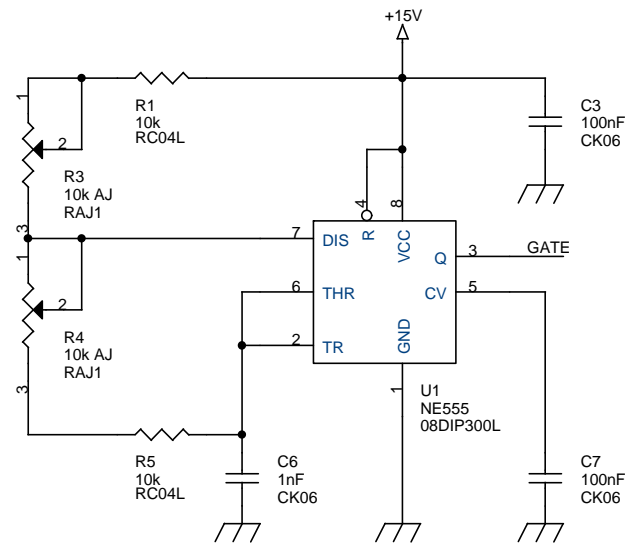 +15V
1
R1
10k
RC04L
C3
100nF
CK06
2
R3
10k AJ
RAJ1
4
8
3
7
DIS
R
VCC
Q
3
GATE
1
2
6
THR
CV
5
R4
10k AJ
RAJ1
2
TR
GND
3
1
U1
NE555
08DIP300L
R5
10k
RC04L
C6
1nF
CK06
C7
100nF
CK06